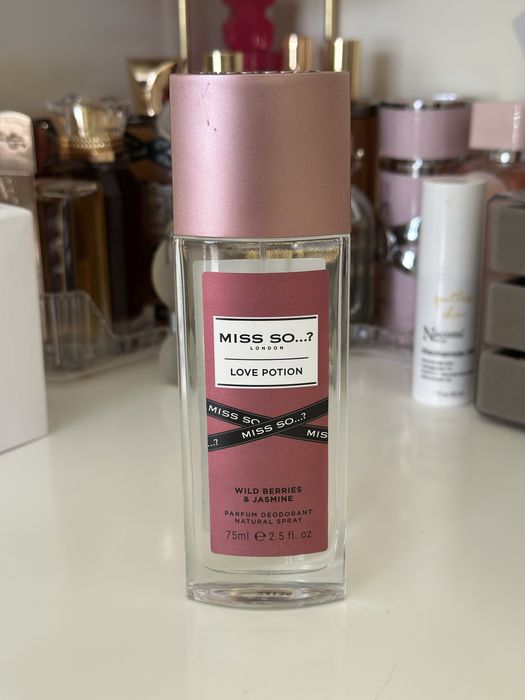 MISS SO...?
LONDON
LOVE POTION
MISS SO
MISS SO...?
...?
MIS
WILD BERRIES
& JASMINE
PARFUM DEODORANT
NATURAL SPRAY
75ml ℮ 2.5 fl. oz